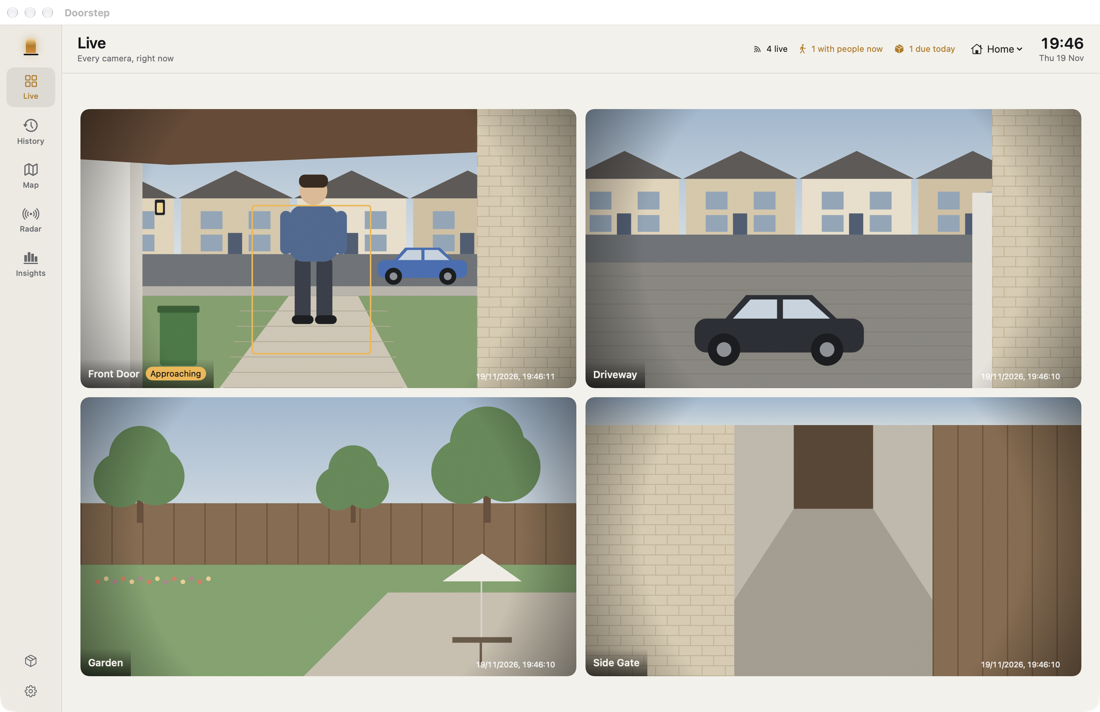 Doorstep
Live
Every camera, right now
4 live
1 with people now
1 due today
Home
19:46
Thu 19 Nov
Live
History
Map
Radar
Insights
Front Door
Approaching
19/11/2026, 19:46:11
Driveway
19/11/2026, 19:46:10
Garden
19/11/2026, 19:46:10
Side Gate
19/11/2026, 19:46:10